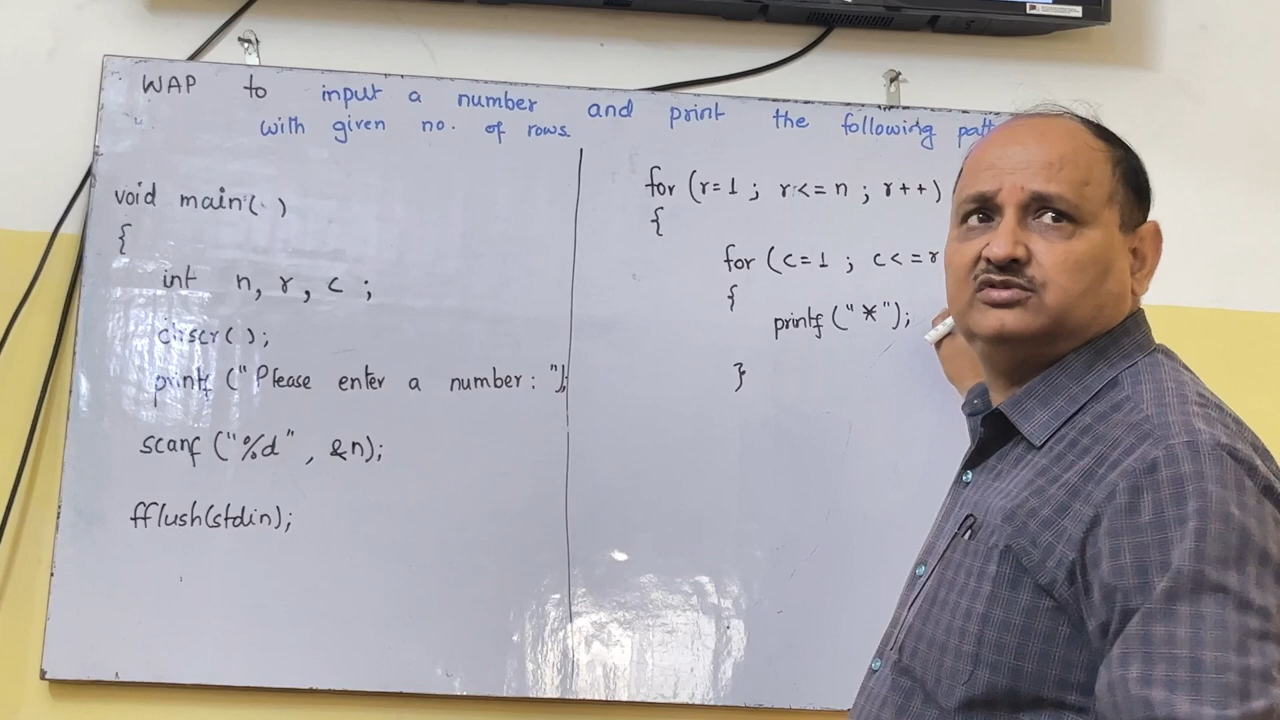 WAP to input a number and print the following
with given no. of rows.
void main( )
{
int n, r, c ;
clrscr( );
printf ("Please enter a number : ");
scanf ("%d" , &n);
fflush(stdin);
for (r=1 ; r<=n ; r++)
{
for (c=1 ; c<=r
{
printf ("*");
}